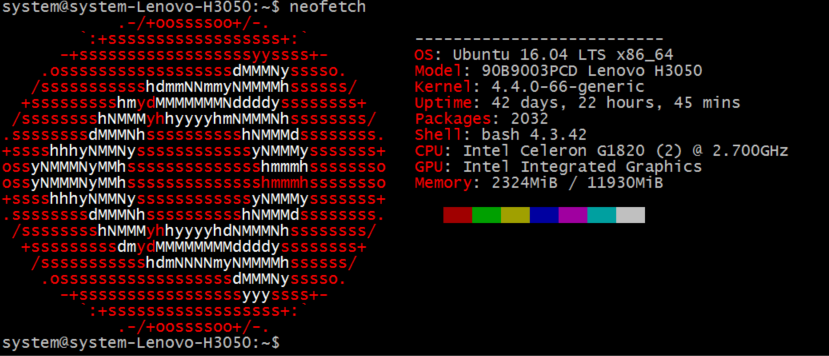 system@system-Lenovo-H3050:~$ neofetch
            .-/+oossssoo+/-.
        `:+ssssssssssssssssss+:`           --------------------------
      -+ssssssssssssssssssyyssss+-         OS: Ubuntu 16.04 LTS x86_64
    .ossssssssssssssssssdMMMNysssso.       Model: 90B9003PCD Lenovo H3050
   /ssssssssssshdmmNNmmyNMMMMhssssss/      Kernel: 4.4.0-66-generic
  +ssssssssshmydMMMMMMMNddddyssssssss+     Uptime: 42 days, 22 hours, 45 mins
 /sssssssshNMMMyhhyyyyhmNMMMNhssssssss/    Packages: 2032
.ssssssssdMMMNhsssssssssshNMMMdssssssss.   Shell: bash 4.3.42
+sssshhhyNMMNyssssssssssssyNMMMysssssss+   CPU: Intel Celeron G1820 (2) @ 2.700GHz
ossyNMMMNyMMhsssssssssssssshmmmhssssssso   GPU: Intel Integrated Graphics
ossyNMMMNyMMhsssssssssssssshmmmhssssssso   Memory: 2324MiB / 11930MiB
+sssshhhyNMMNyssssssssssssyNMMMysssssss+
.ssssssssdMMMNhsssssssssshNMMMdssssssss.
 /sssssssshNMMMyhhyyyyhdNMMMNhssssssss/
  +sssssssssdmydMMMMMMMMddddyssssssss+
   /ssssssssssshdmNNNNmyNMMMMhssssss/
    .ossssssssssssssssssdMMMNysssso.
      -+sssssssssssssssssyyyssss+-
        `:+ssssssssssssssssss+:`
            .-/+oossssoo+/-.
system@system-Lenovo-H3050:~$